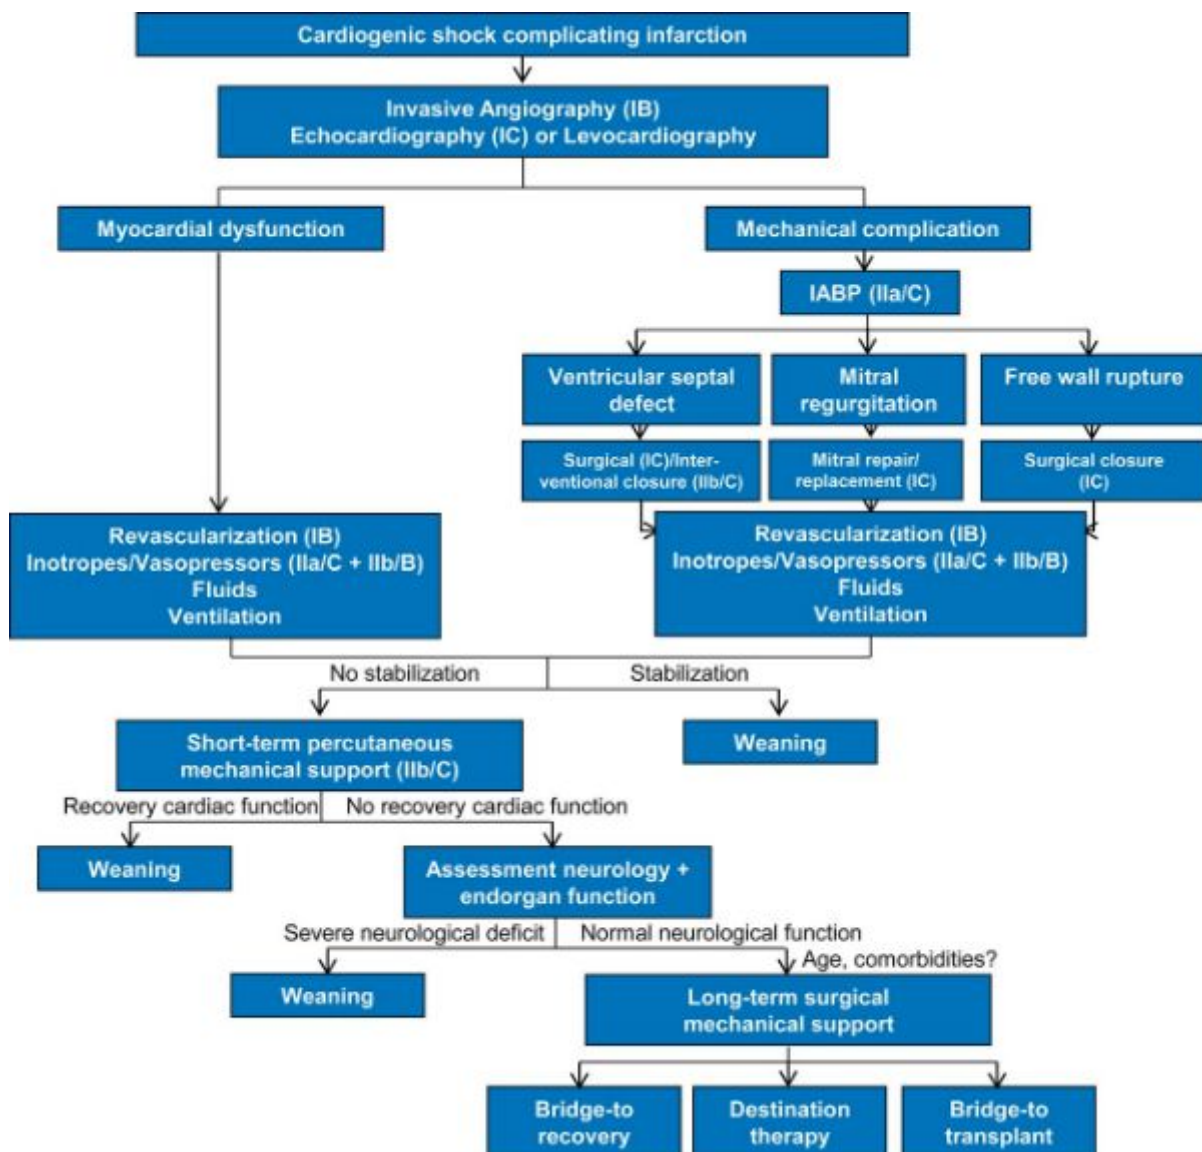 Cardiogenic shock complicating infarction
Invasive Angiography (IB)
Echocardiography (IC) or Levocardiography
Myocardial dysfunction
Mechanical complication
IABP (IIa/C)
Ventricular septal
defect
Mitral
regurgitation
Free wall rupture
Surgical (IC)/Inter-
ventional closure (IIb/C)
Mitral repair/
replacement (IC)
Surgical closure
(IC)
Revascularization (IB)
Inotropes/Vasopressors (IIa/C + IIb/B)
Fluids
Ventilation
Revascularization (IB)
Inotropes/Vasopressors (IIa/C + IIb/B)
Fluids
Ventilation
No stabilization
Stabilization
Short-term percutaneous
mechanical support (IIb/C)
Weaning
Recovery cardiac function
No recovery cardiac function
Weaning
Assessment neurology +
endorgan function
Severe neurological deficit
Normal neurological function
Weaning
Age, comorbidities?
Long-term surgical
mechanical support
Bridge-to
recovery
Destination
therapy
Bridge-to
transplant